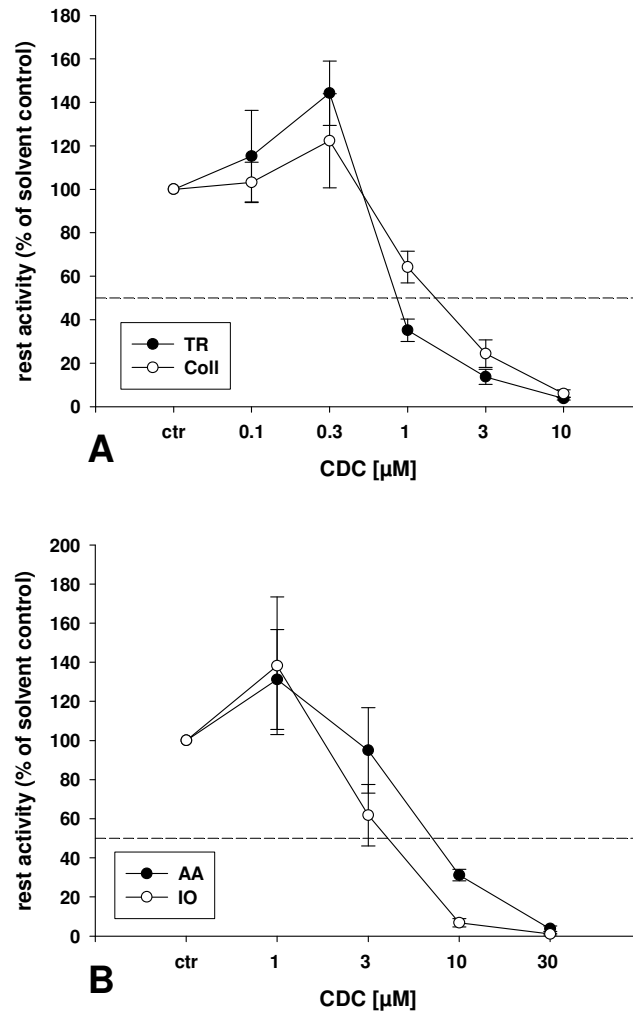 180
160
140
120
100
80
60
40
20
0
rest activity (% of solvent control)
TR
Coll
ctr 0.1 0.3 1 3 10
A
CDC [µM]
200
180
160
140
120
100
80
60
40
20
0
rest activity (% of solvent control)
AA
IO
ctr 1 3 10 30
B
CDC [µM]